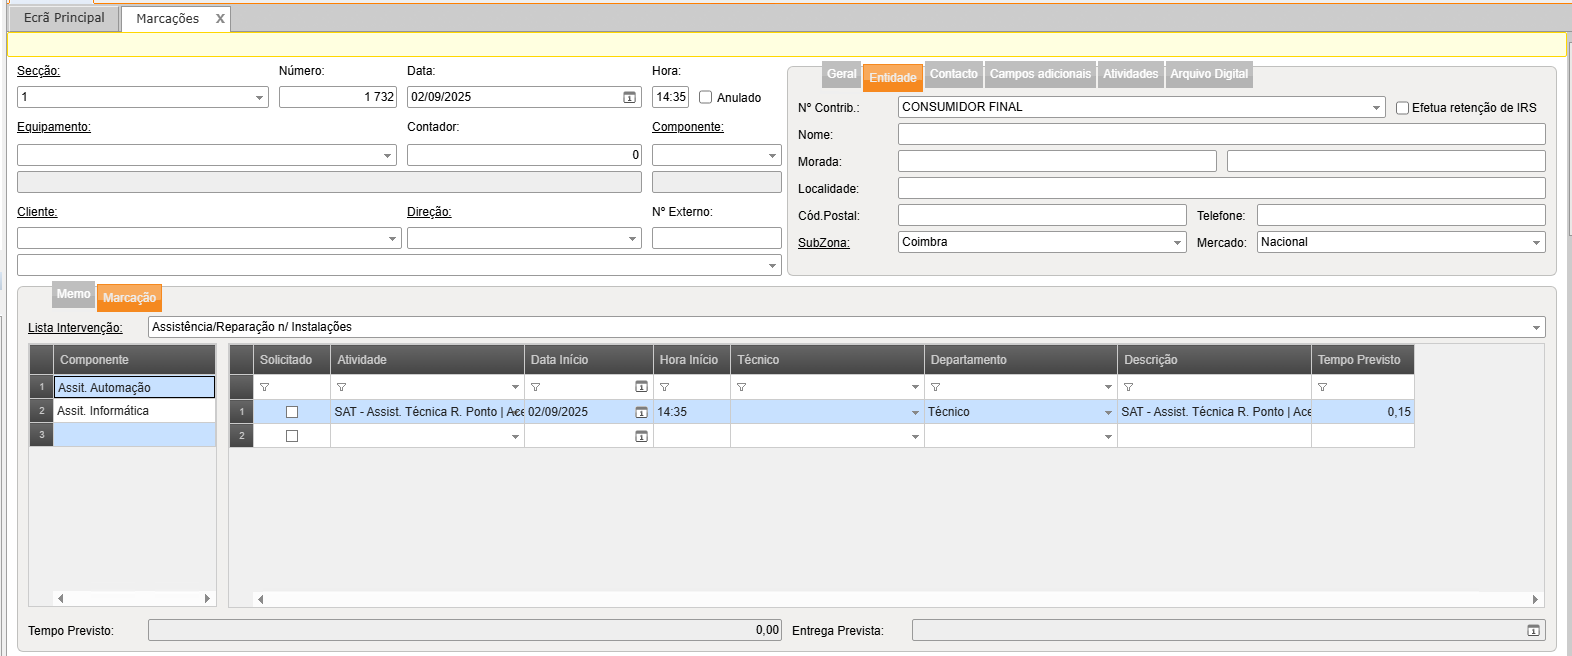 Ecrã Principal
Marcações X
Secção:
Número:
Data:
Hora:
1
1 732
02/09/2025
14:35
Anulado
Equipamento:
Contador:
Componente:
0
Cliente:
Direção:
Nº Externo:
Geral
Entidade
Contacto
Campos adicionais
Atividades
Arquivo Digital
Nº Contrib.:
CONSUMIDOR FINAL
Efetua retenção de IRS
Nome:
Morada:
Localidade:
Cód.Postal:
Telefone:
SubZona:
Coimbra
Mercado:
Nacional
Memo
Marcação
Lista Intervenção:
Assistência/Reparação n/ Instalações
Componente
1 Assit. Automação
2 Assit. Informática
3
Solicitado Atividade Data Início Hora Início Técnico Departamento Descrição Tempo Previsto
1 SAT - Assist. Técnica R. Ponto | Ace 02/09/2025 14:35 Técnico SAT - Assist. Técnica R. Ponto | Ace 0,15
2
Tempo Previsto:
0,00
Entrega Prevista: